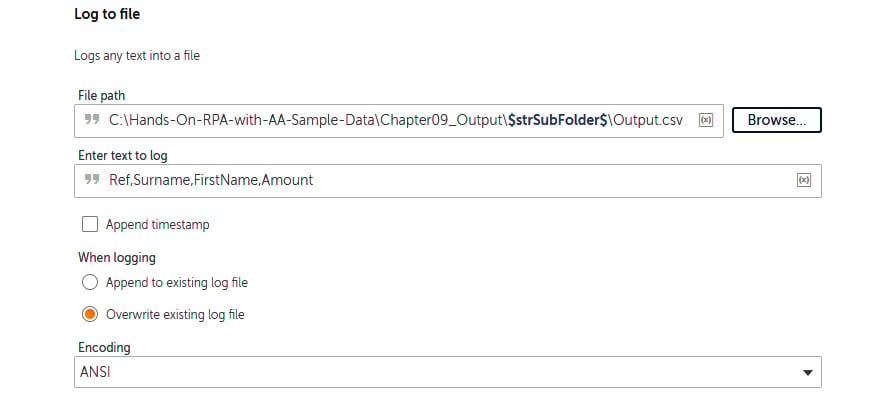 Log to file
Logs any text into a file
File path
C:\Hands-On-RPA-with-AA-Sample-Data\Chapter09_Output\$strSubFolder$\Output.csv (x) Browse...
Enter text to log
Ref,Surname,FirstName,Amount (x)
Append timestamp
When logging
Append to existing log file
Overwrite existing log file
Encoding
ANSI